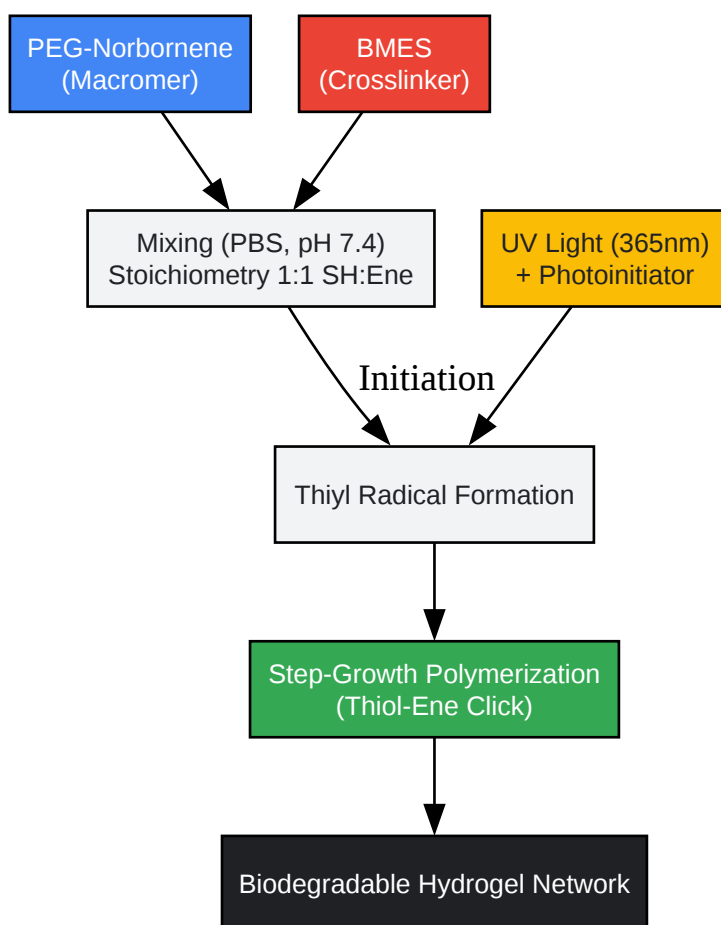 PEG-Norbornene
(Macromer)
BMES
(Crosslinker)
Mixing (PBS, pH 7.4)
Stoichiometry 1:1 SH:Ene
UV Light (365nm)
+ Photoinitiator
Initiation
Thiyl Radical Formation
Step-Growth Polymerization
(Thiol-Ene Click)
Biodegradable Hydrogel Network